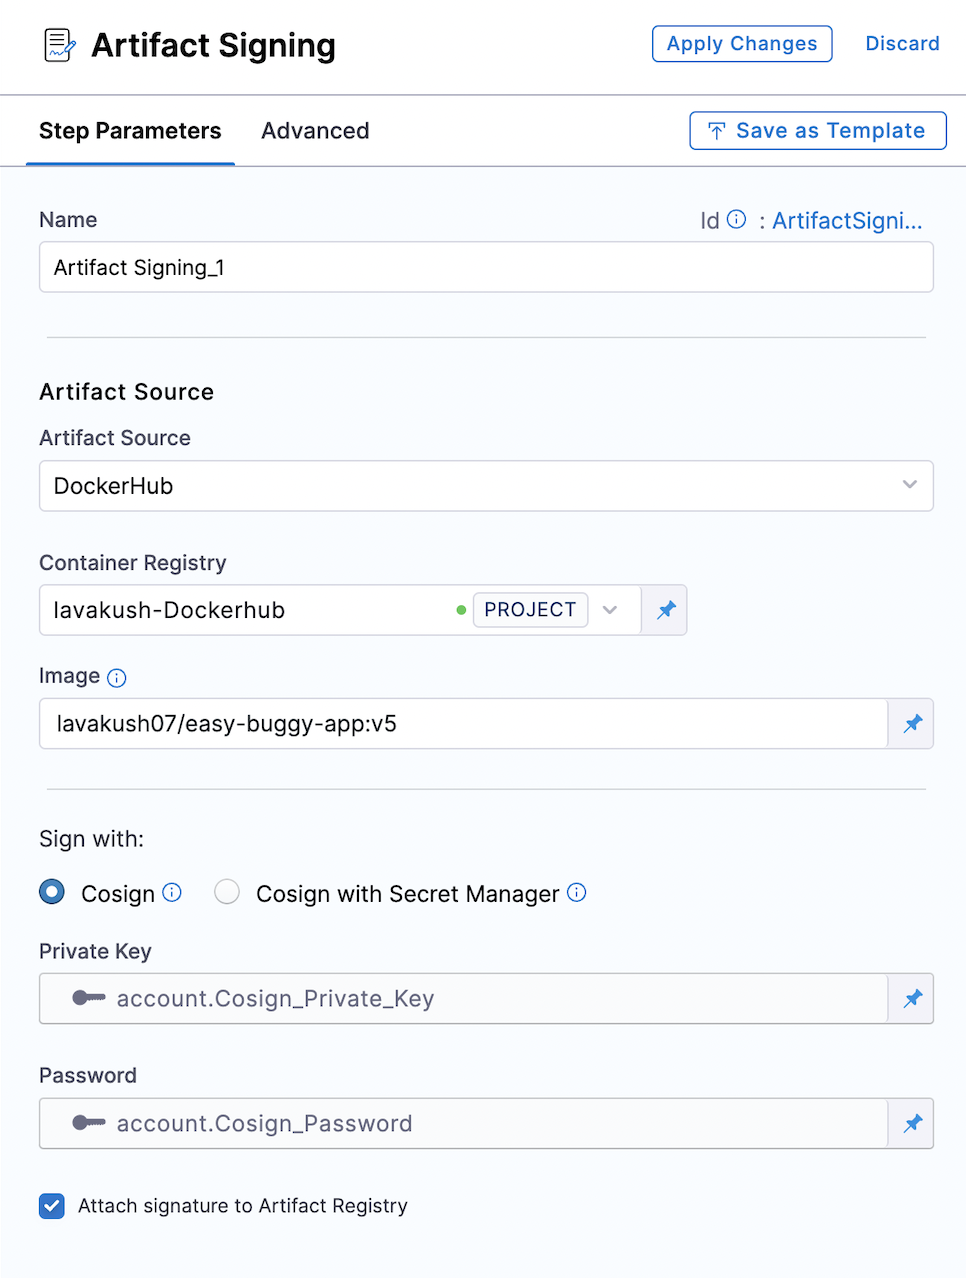 Artifact Signing
Apply Changes
Discard
Step Parameters
Advanced
Save as Template
Name
Id : ArtifactSigni...
Artifact Signing_1
Artifact Source
Artifact Source
DockerHub
Container Registry
lavakush-Dockerhub
PROJECT
Image
lavakush07/easy-buggy-app:v5
Sign with:
Cosign
Cosign with Secret Manager
Private Key
account.Cosign_Private_Key
Password
account.Cosign_Password
Attach signature to Artifact Registry